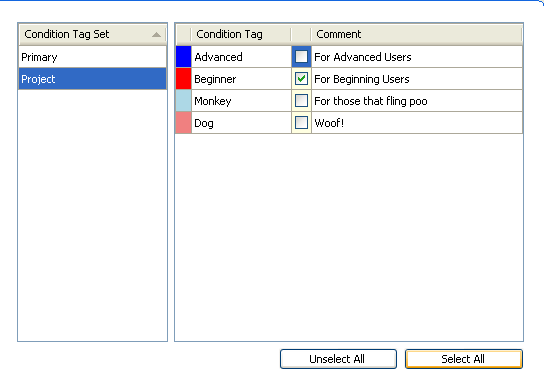 Condition Tag Set
Primary
Project
Condition Tag Comment
Advanced For Advanced Users
Beginner For Beginning Users
Monkey For those that fling poo
Dog Woof!
Unselect All Select All